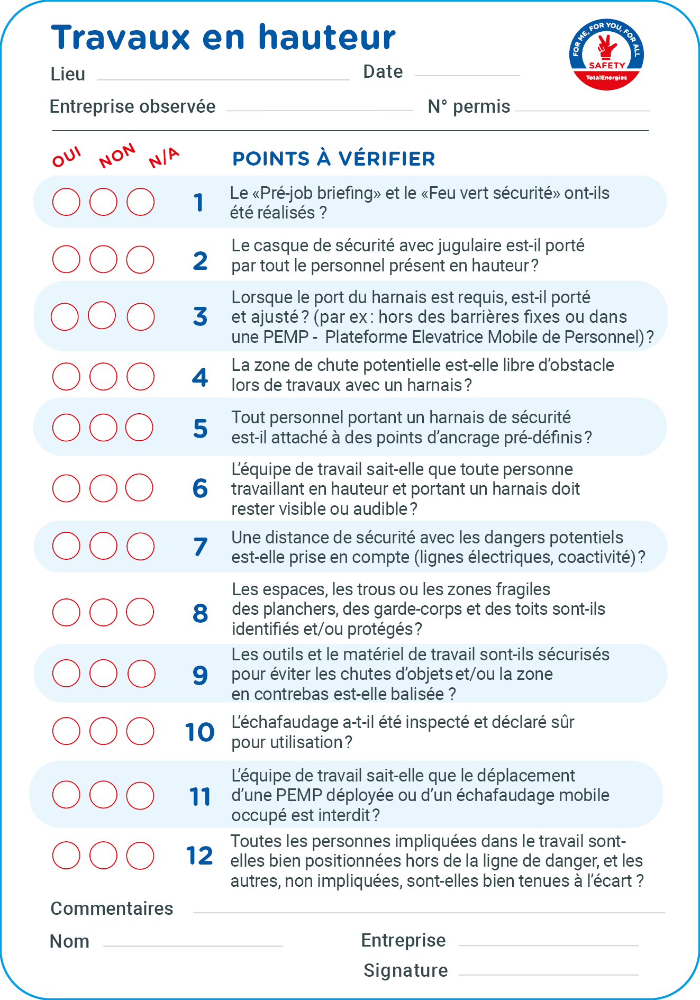 Travaux en hauteur
FOR ME, FOR YOU, FOR ALL
SAFETY
TotalEnergies
Lieu
Date
Entreprise observée
N° permis
OUI NON N/A
POINTS À VÉRIFIER
1
Le «Pré-job briefing» et le «Feu vert sécurité» ont-ils
été réalisés ?
2
Le casque de sécurité avec jugulaire est-il porté
par tout le personnel présent en hauteur ?
3
Lorsque le port du harnais est requis, est-il porté
et ajusté ? (par ex : hors des barrières fixes ou dans
une PEMP - Plateforme Elevatrice Mobile de Personnel) ?
4
La zone de chute potentielle est-elle libre d’obstacle
lors de travaux avec un harnais ?
5
Tout personnel portant un harnais de sécurité
est-il attaché à des points d’ancrage pré-définis ?
6
L’équipe de travail sait-elle que toute personne
travaillant en hauteur et portant un harnais doit
rester visible ou audible ?
7
Une distance de sécurité avec les dangers potentiels
est-elle prise en compte (lignes électriques, coactivité) ?
8
Les espaces, les trous ou les zones fragiles
des planchers, des garde-corps et des toits sont-ils
identifiés et/ou protégés ?
9
Les outils et le matériel de travail sont-ils sécurisés
pour éviter les chutes d’objets et/ou la zone
en contrebas est-elle balisée ?
10
L’échafaudage a-t-il été inspecté et déclaré sûr
pour utilisation ?
11
L’équipe de travail sait-elle que le déplacement
d’une PEMP déployée ou d’un échafaudage mobile
occupé est interdit ?
12
Toutes les personnes impliquées dans le travail sont-
elles bien positionnées hors de la ligne de danger, et les
autres, non impliquées, sont-elles bien tenues à l’écart ?
Commentaires
Nom
Entreprise
Signature